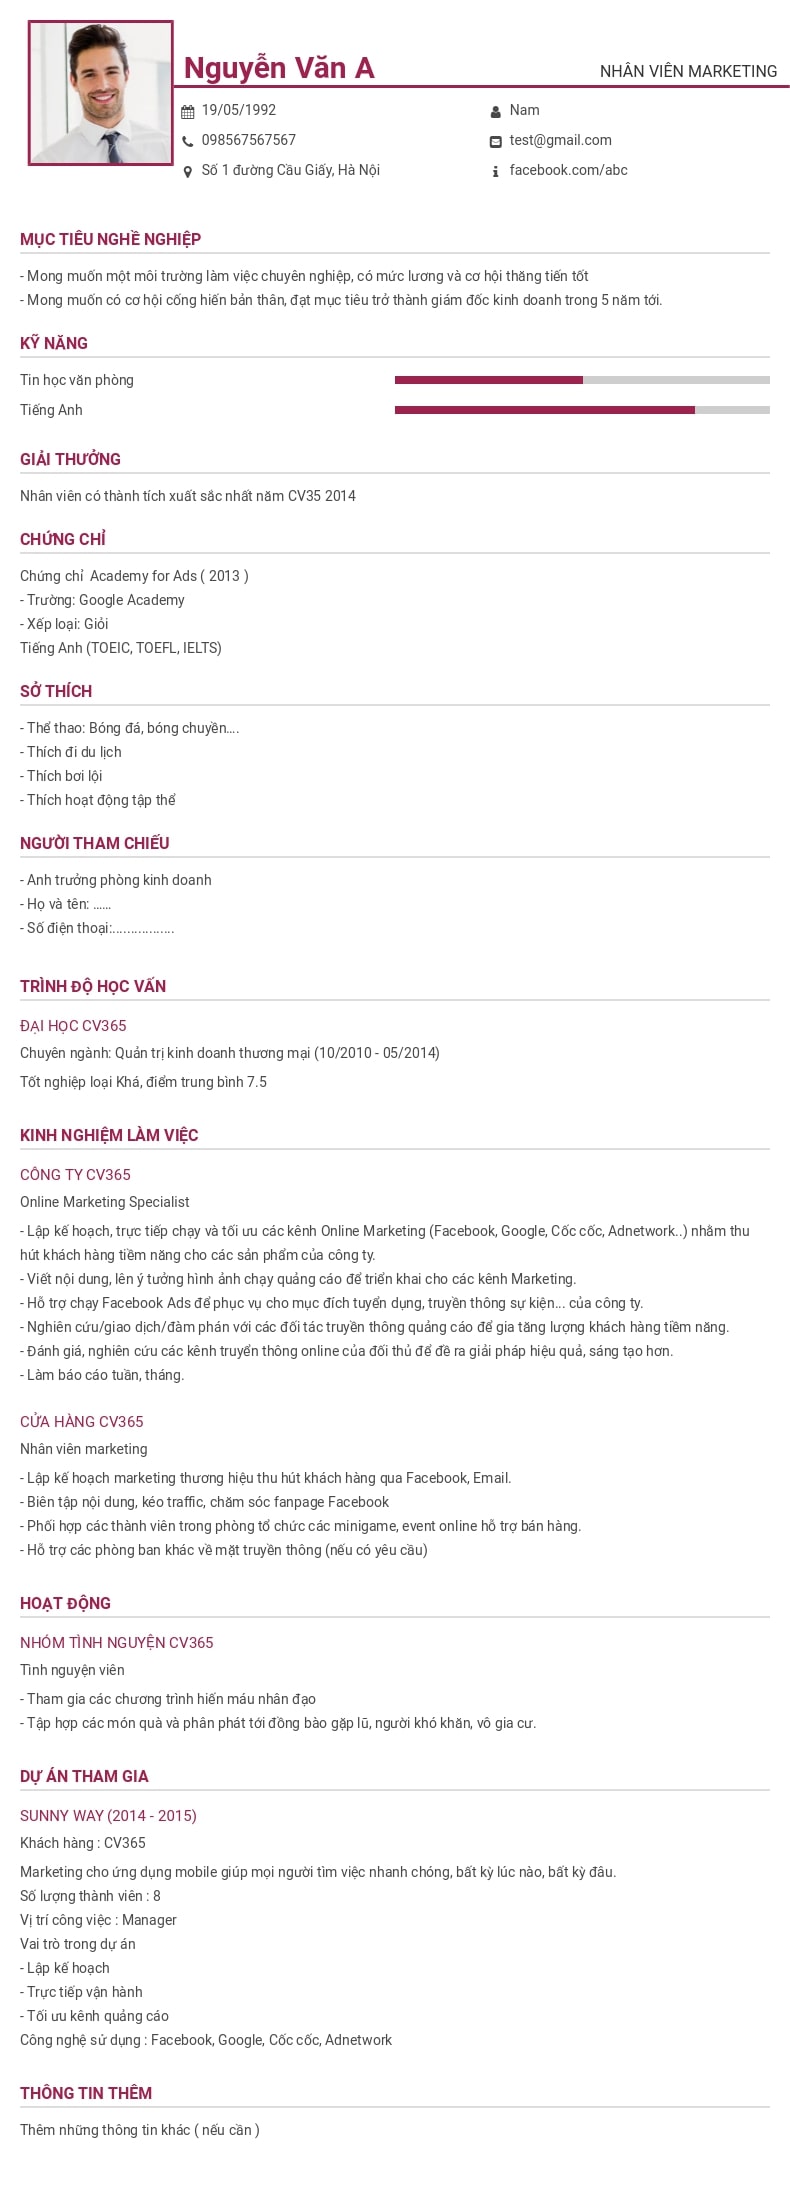 Nguyễn Văn A
NHÂN VIÊN MARKETING
19/05/1992
Nam
098567567567
test@gmail.com
Số 1 đường Cầu Giấy, Hà Nội
facebook.com/abc
MỤC TIÊU NGHỀ NGHIỆP
- Mong muốn một môi trường làm việc chuyên nghiệp, có mức lương và cơ hội thăng tiến tốt
- Mong muốn có cơ hội cống hiến bản thân, đạt mục tiêu trở thành giám đốc kinh doanh trong 5 năm tới.
KỸ NĂNG
Tin học văn phòng
Tiếng Anh
GIẢI THƯỞNG
Nhân viên có thành tích xuất sắc nhất năm CV35 2014
CHỨNG CHỈ
Chứng chỉ  Academy for Ads ( 2013 )
- Trường: Google Academy
- Xếp loại: Giỏi
Tiếng Anh (TOEIC, TOEFL, IELTS)
SỞ THÍCH
- Thể thao: Bóng đá, bóng chuyền....
- Thích đi du lịch
- Thích bơi lội
- Thích hoạt động tập thể
NGƯỜI THAM CHIẾU
- Anh trưởng phòng kinh doanh
- Họ và tên: ......
- Số điện thoại:.................
TRÌNH ĐỘ HỌC VẤN
ĐẠI HỌC CV365
Chuyên ngành: Quản trị kinh doanh thương mại (10/2010 - 05/2014)
Tốt nghiệp loại Khá, điểm trung bình 7.5
KINH NGHIỆM LÀM VIỆC
CÔNG TY CV365
Online Marketing Specialist
- Lập kế hoạch, trực tiếp chạy và tối ưu các kênh Online Marketing (Facebook, Google, Cốc cốc, Adnetwork..) nhằm thu
hút khách hàng tiềm năng cho các sản phẩm của công ty.
- Viết nội dung, lên ý tưởng hình ảnh chạy quảng cáo để triển khai cho các kênh Marketing.
- Hỗ trợ chạy Facebook Ads để phục vụ cho mục đích tuyển dụng, truyền thông sự kiện... của công ty.
- Nghiên cứu/giao dịch/đàm phán với các đối tác truyền thông quảng cáo để gia tăng lượng khách hàng tiềm năng.
- Đánh giá, nghiên cứu các kênh truyển thông online của đối thủ để đề ra giải pháp hiệu quả, sáng tạo hơn.
- Làm báo cáo tuần, tháng.
CỬA HÀNG CV365
Nhân viên marketing
- Lập kế hoạch marketing thương hiệu thu hút khách hàng qua Facebook, Email.
- Biên tập nội dung, kéo traffic, chăm sóc fanpage Facebook
- Phối hợp các thành viên trong phòng tổ chức các minigame, event online hỗ trợ bán hàng.
- Hỗ trợ các phòng ban khác về mặt truyền thông (nếu có yêu cầu)
HOẠT ĐỘNG
NHÓM TÌNH NGUYỆN CV365
Tình nguyện viên
- Tham gia các chương trình hiến máu nhân đạo
- Tập hợp các món quà và phân phát tới đồng bào gặp lũ, người khó khăn, vô gia cư.
DỰ ÁN THAM GIA
SUNNY WAY (2014 - 2015)
Khách hàng : CV365
Marketing cho ứng dụng mobile giúp mọi người tìm việc nhanh chóng, bất kỳ lúc nào, bất kỳ đâu.
Số lượng thành viên : 8
Vị trí công việc : Manager
Vai trò trong dự án
- Lập kế hoạch
- Trực tiếp vận hành
- Tối ưu kênh quảng cáo
Công nghệ sử dụng : Facebook, Google, Cốc cốc, Adnetwork
THÔNG TIN THÊM
Thêm những thông tin khác ( nếu cần )